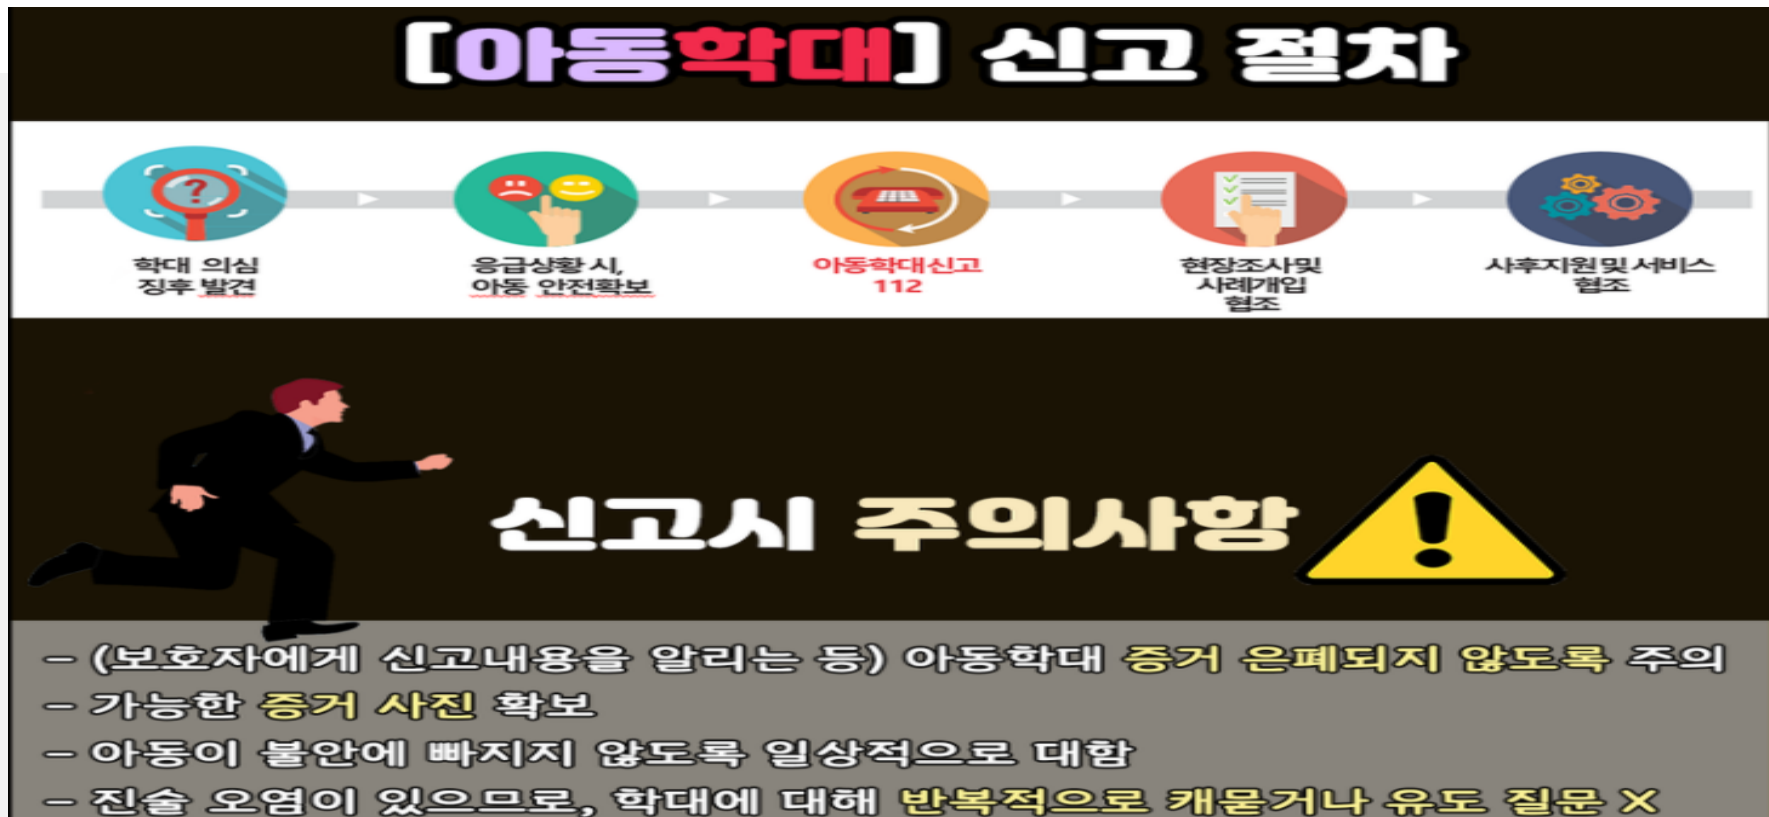 [아동학대] 신고 절차
학대 의심
징후 발견
응급상황 시,
아동 안전확보
아동학대신고
112
현장조사 및
사례개입
협조
사후지원 및 서비스
협조
신고시 주의사항
- (보호자에게 신고내용을 알리는 등) 아동학대 증거 은폐되지 않도록 주의
- 가능한 증거 사진 확보
- 아동이 불안에 빠지지 않도록 일상적으로 대함
- 진술 오염이 있으므로, 학대에 대해 반복적으로 캐묻거나 유도 질문 X